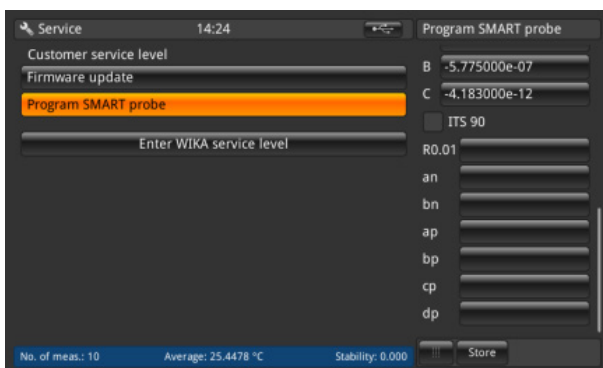 Service 14:24
Customer service level
Firmware update
Program SMART probe
Enter WIKA service level
No. of meas.: 10 Average: 25.4478 °C Stability: 0.000
Program SMART probe
B -5.775000e-07
C -4.183000e-12
ITS 90
R0.01
an
bn
ap
bp
cp
dp
Store